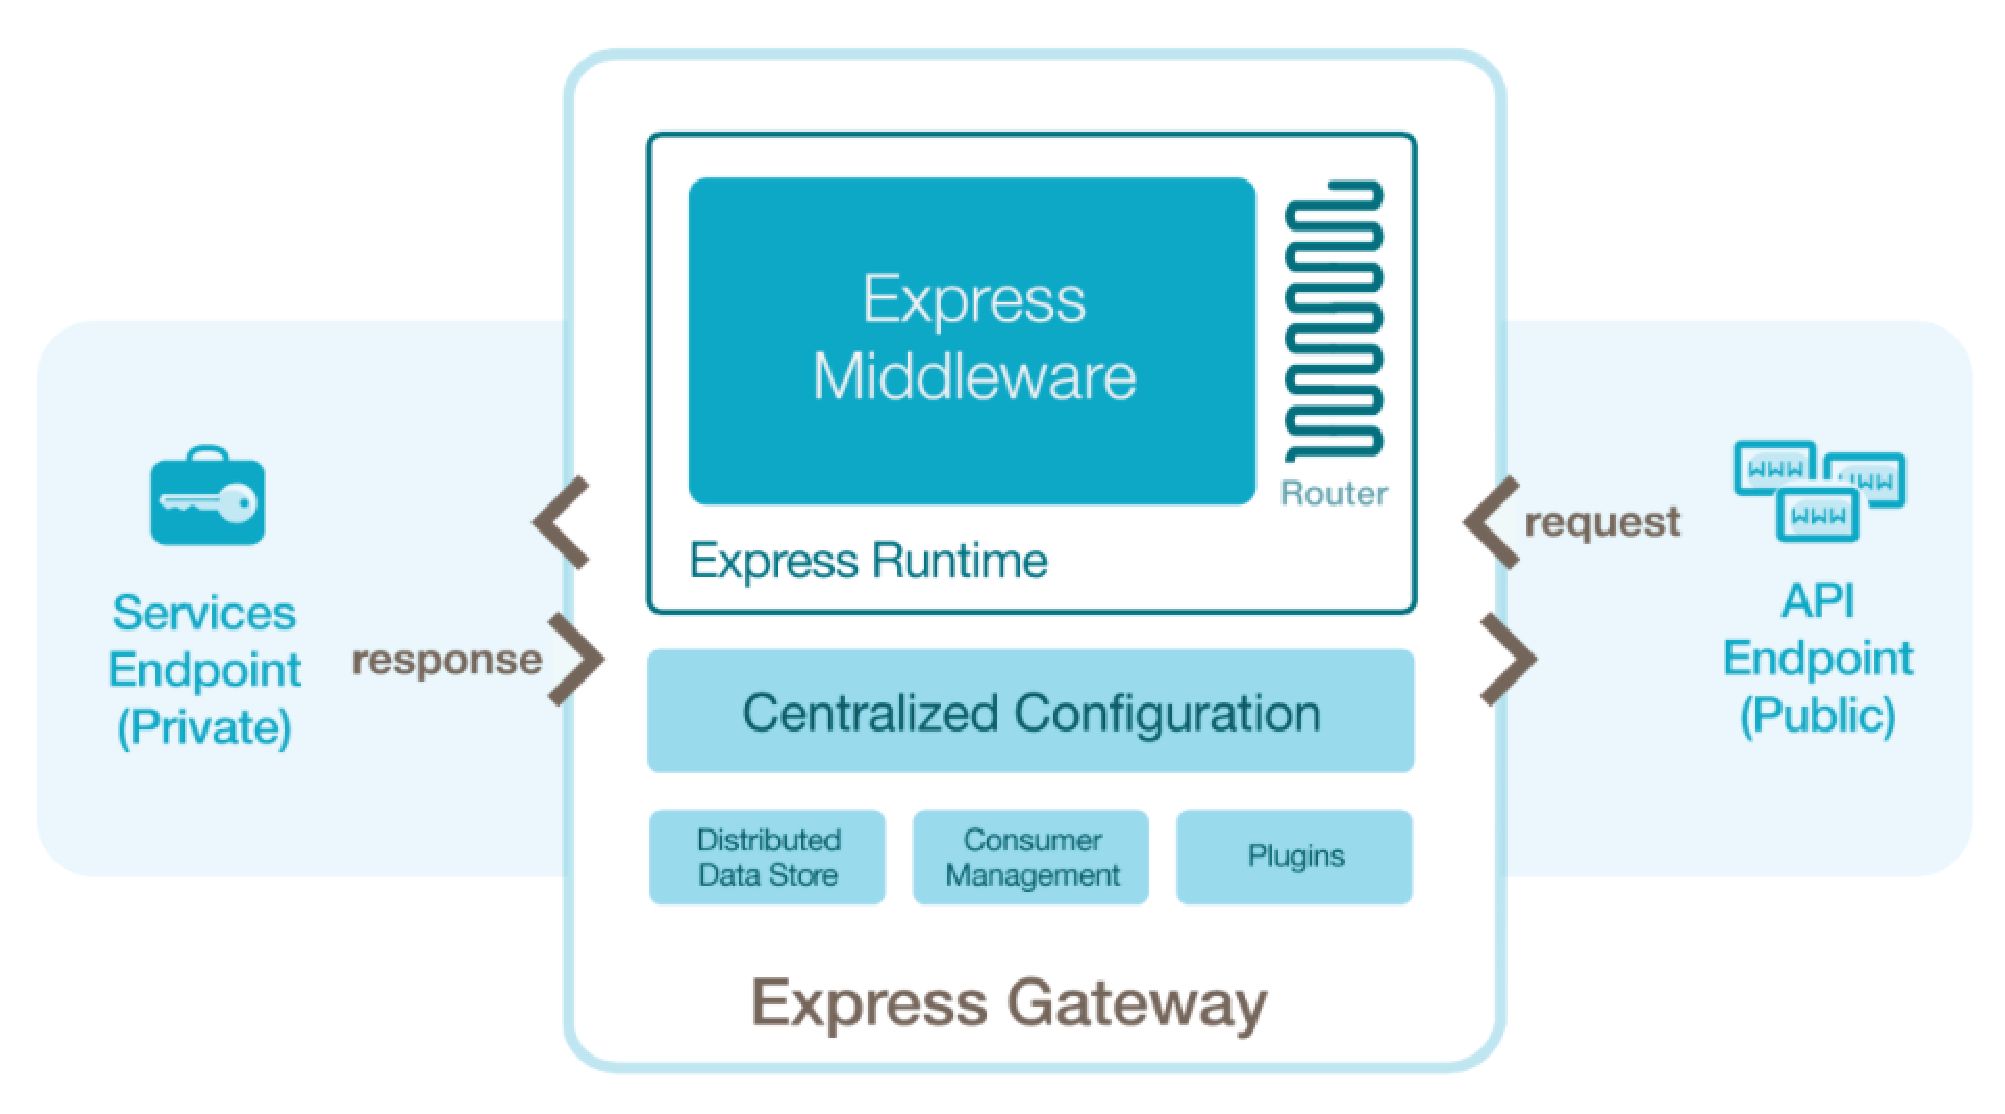 Express
Middleware
Router
Express Runtime
Services
Endpoint
(Private)
response
request
www
www
www
API
Endpoint
(Public)
Centralized Configuration
Distributed
Data Store
Consumer
Management
Plugins
Express Gateway